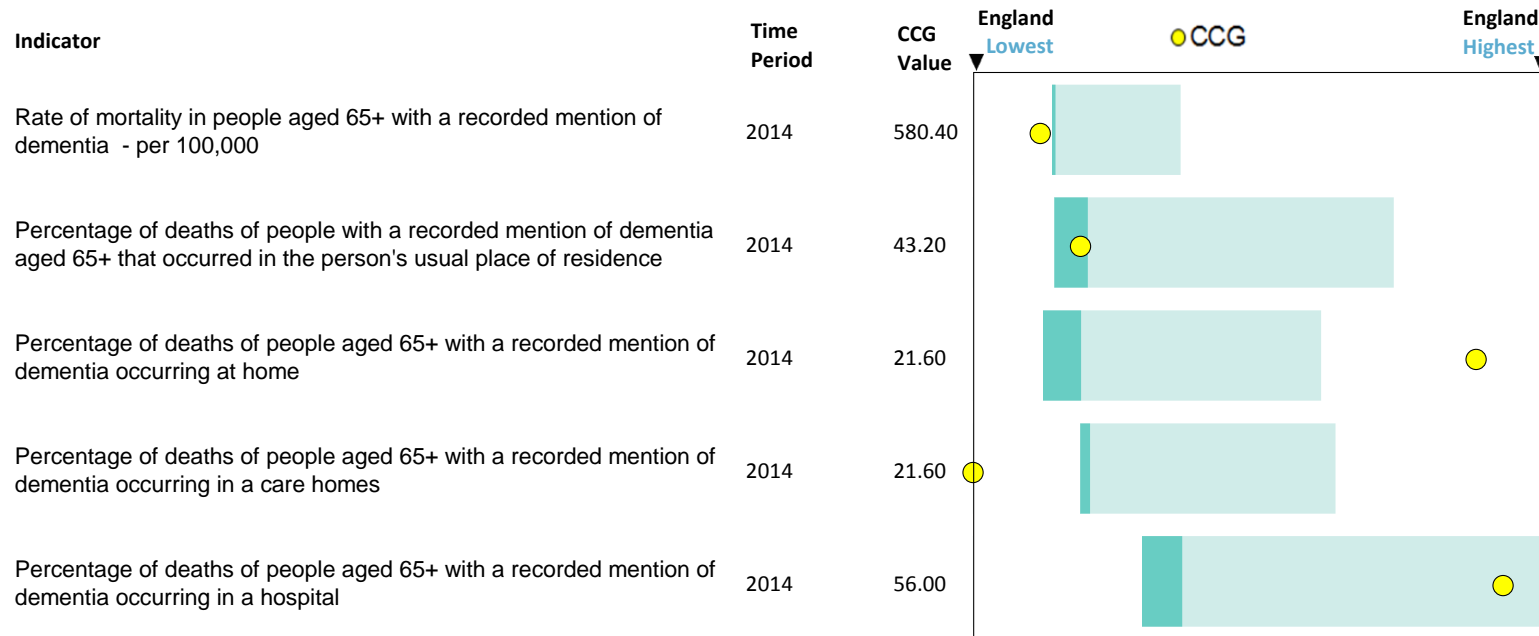 Indicator
Time
Period
CCG
Value
England
Lowest
CCG
England
Highest
Rate of mortality in people aged 65+ with a recorded mention of
dementia  - per 100,000
2014
580.40
Percentage of deaths of people with a recorded mention of dementia
aged 65+ that occurred in the person's usual place of residence
2014
43.20
Percentage of deaths of people aged 65+ with a recorded mention of
dementia occurring at home
2014
21.60
Percentage of deaths of people aged 65+ with a recorded mention of
dementia occurring in a care homes
2014
21.60
Percentage of deaths of people aged 65+ with a recorded mention of
dementia occurring in a hospital
2014
56.00